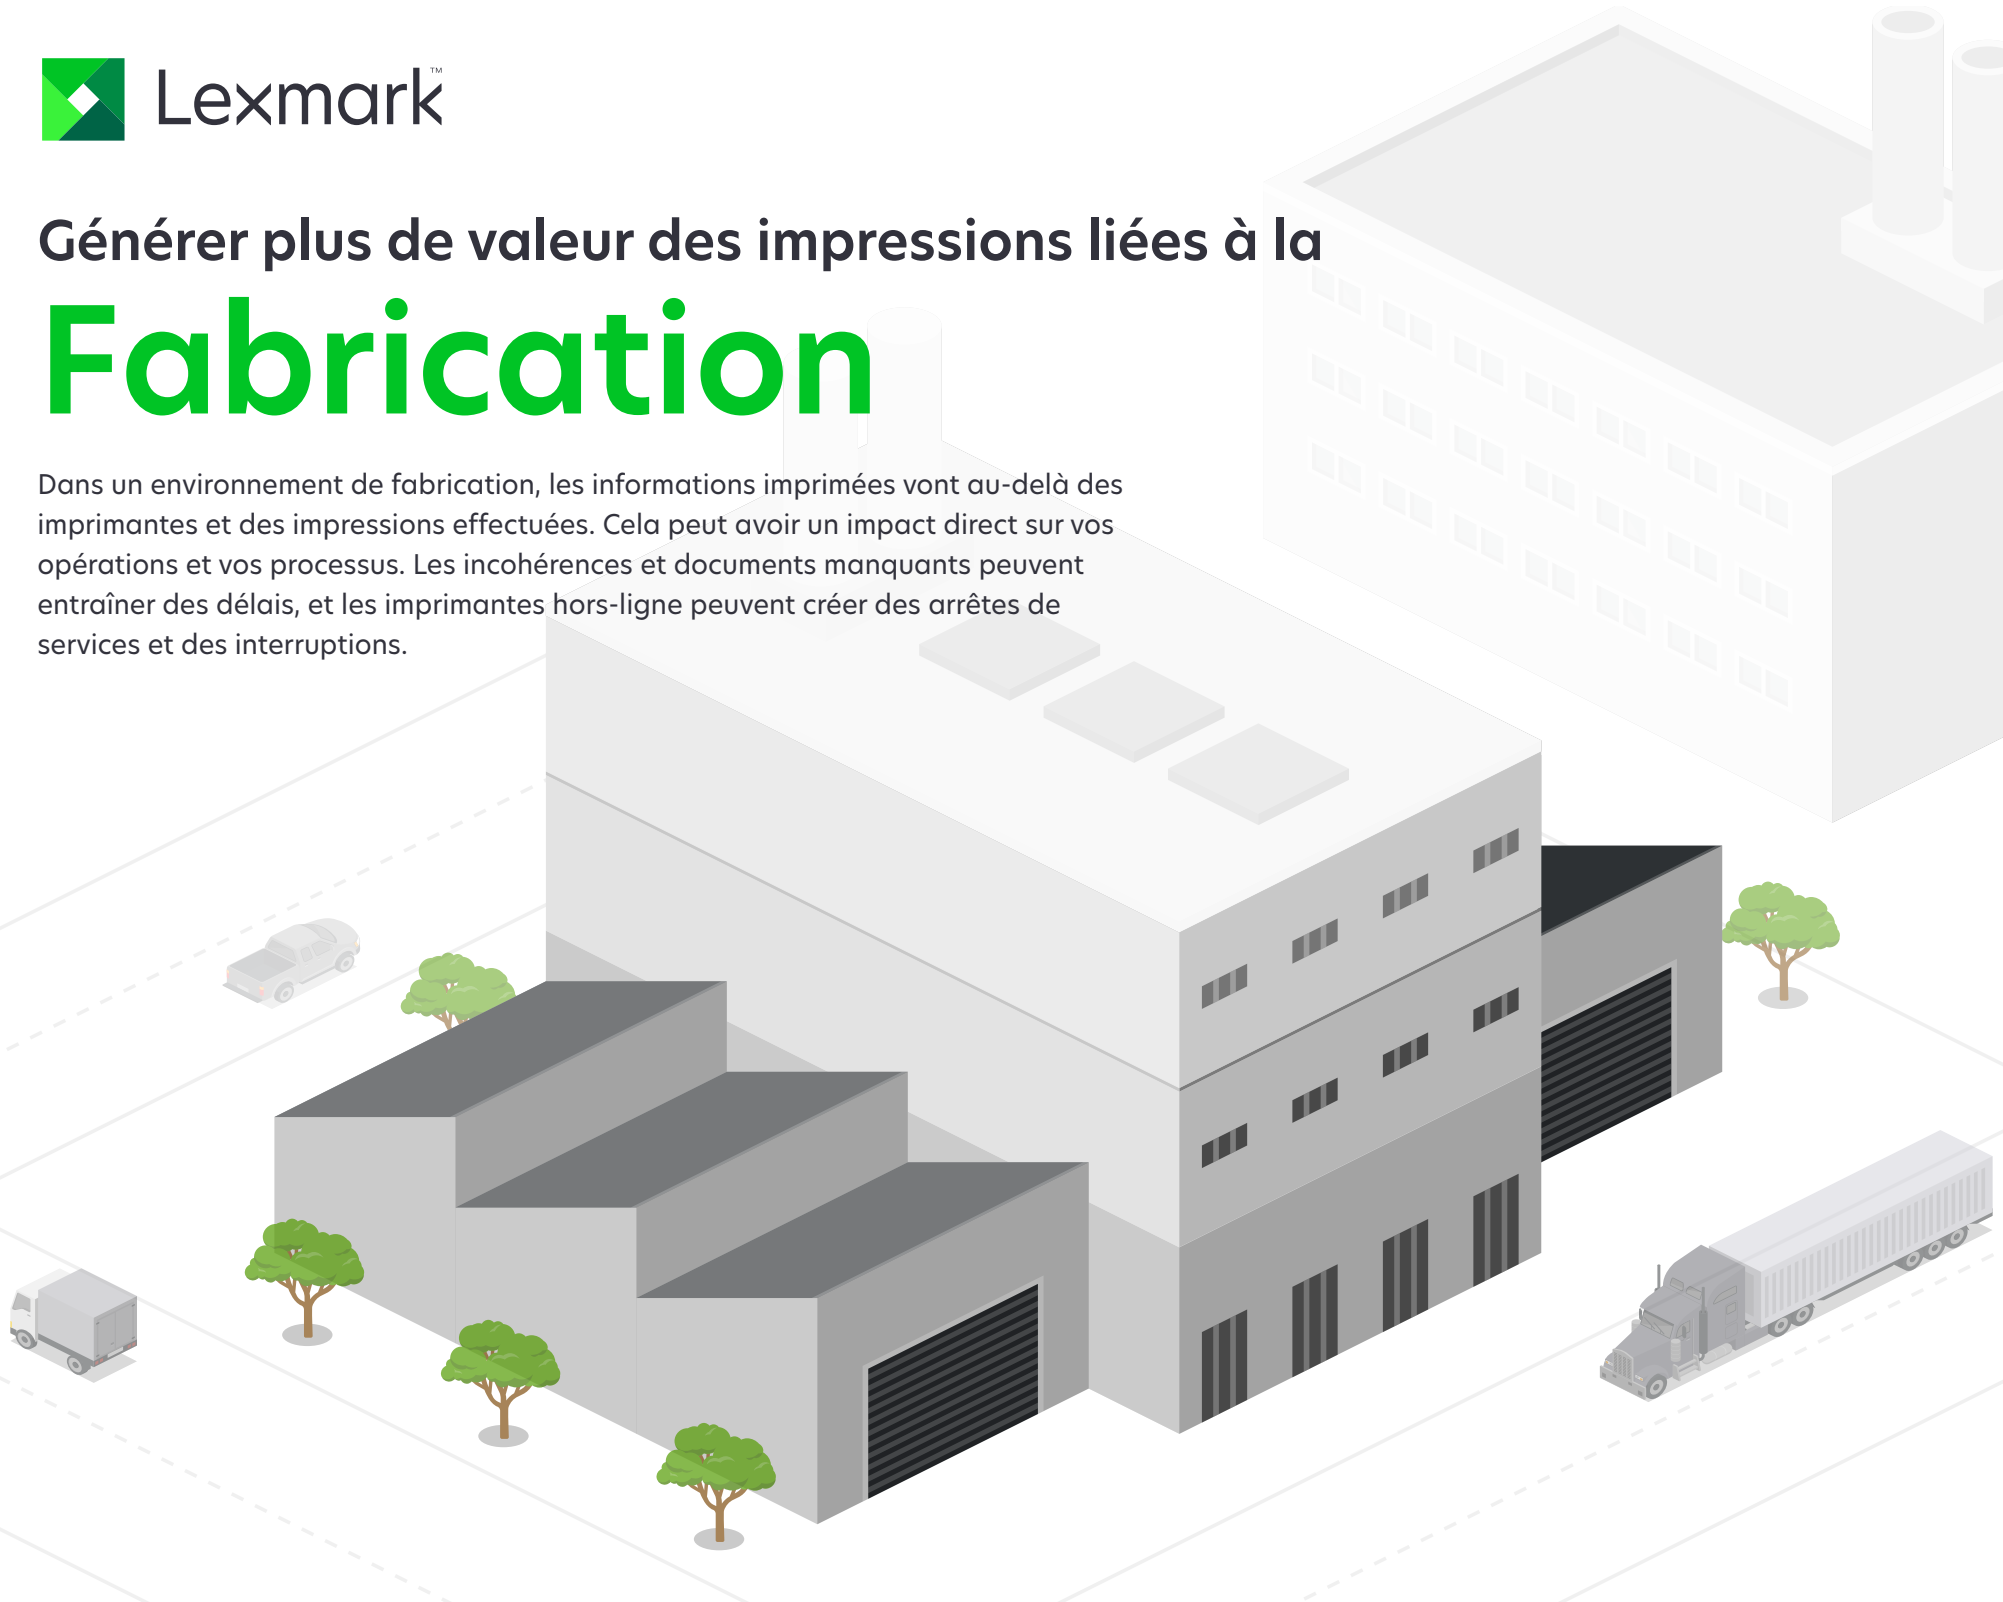 Lexmark™
Générer plus de valeur des impressions liées à la
Fabrication
Dans un environnement de fabrication, les informations imprimées vont au-delà des
imprimantes et des impressions effectuées. Cela peut avoir un impact direct sur vos
opérations et vos processus. Les incohérences et documents manquants peuvent
entraîner des délais, et les imprimantes hors-ligne peuvent créer des arrêtes de
services et des interruptions.